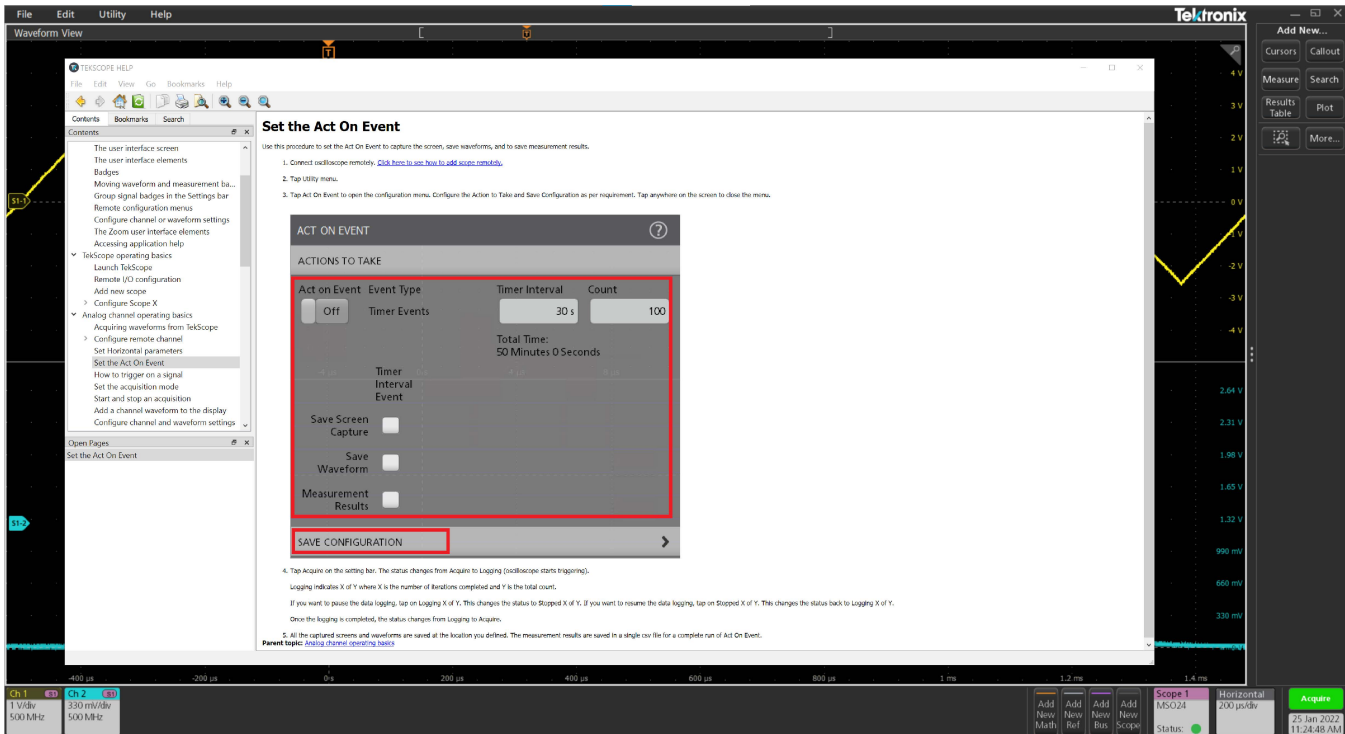 File Edit Utility Help
Tektronix
Waveform View
Add New...
Cursors Callout
Measure Search
Results Table Plot
More...
4 V
3 V
2 V
1 V
0 V
-1 V
-2 V
-3 V
-4 V
2.64 V
2.31 V
1.98 V
1.65 V
1.32 V
990 mV
660 mV
330 mV
TEKSCOPE HELP
File Edit View Go Bookmarks Help
Contents Bookmarks Search
Contents
The user interface screen
The user interface elements
Badges
Moving waveform and measurement ba...
Group signal badges in the Settings bar
Remote configuration menus
Configure channel or waveform settings
The Zoom user interface elements
Accessing application help
TekScope operating basics
Launch TekScope
Remote I/O configuration
Add new scope
Configure Scope X
Analog channel operating basics
Acquiring waveforms from TekScope
Configure remote channel
Set Horizontal parameters
Set the Act On Event
How to trigger on a signal
Set the acquisition mode
Start and stop an acquisition
Add a channel waveform to the display
Configure channel and waveform settings
Open Pages
Set the Act On Event
Set the Act On Event
Use this procedure to set the Act On Event to capture the screen, save waveforms, and to save measurement results.
1. Connect oscilloscope remotely. Click here to see how to add scope remotely.
2. Tap Utility menu.
3. Tap Act On Event to open the configuration menu. Configure the Action to Take and Save Configuration as per requirement. Tap anywhere on the screen to close the menu.
ACT ON EVENT
ACTIONS TO TAKE
Act on Event Event Type Timer Interval Count
Off Timer Events 30 s 100
Total Time:
50 Minutes 0 Seconds
Timer
Interval
Event
Save Screen
Capture
Save
Waveform
Measurement
Results
SAVE CONFIGURATION
4. Tap Acquire on the setting bar. The status changes from Acquire to Logging (oscilloscope starts triggering).
Logging indicates X of Y where X is the number of iterations completed and Y is the total count.
If you want to pause the data logging, tap on Logging X of Y. This changes the status to Stopped X of Y. If you want to resume the data logging, tap on Stopped X of Y. This changes the status back to Logging X of Y.
Once the logging is completed, the status changes from Logging to Acquire.
5. All the captured screens and waveforms are saved at the location you defined. The measurement results are saved in a single csv file for a complete run of Act On Event.
Parent topic: Analog channel operating basics
S1-1
S1-2
-400 µs -200 µs 0 s 200 µs 400 µs 600 µs 800 µs 1 ms 1.2 ms 1.4 ms
Ch 1 S1
1 V/div
500 MHz
Ch 2 S1
330 mV/div
500 MHz
Add New Math
Add New Ref
Add New Bus
Add New Scope
Scope 1
MSO24
Status:
Horizontal
200 µs/div
Acquire
25 Jan 2022
11:24:48 AM